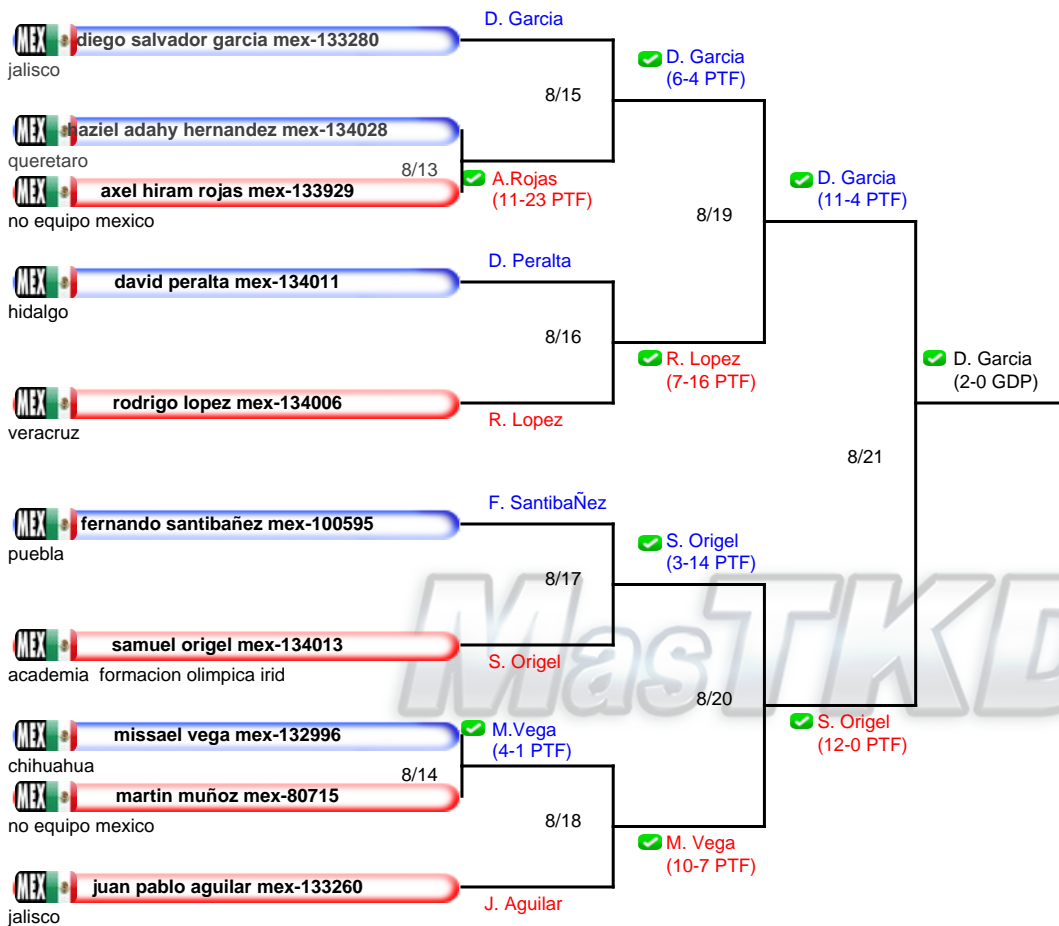 D. Garcia
MEX diego salvador garcia mex-133280
jalisco
D. Garcia
(6-4 PTF)
8/15
MEX haziel adahy hernandez mex-134028
queretaro
8/13
A.Rojas
(11-23 PTF)
MEX axel hiram rojas mex-133929
no equipo mexico
D. Garcia
(11-4 PTF)
8/19
D. Peralta
MEX david peralta mex-134011
hidalgo
8/16
R. Lopez
(7-16 PTF)
D. Garcia
(2-0 GDP)
MEX rodrigo lopez mex-134006
veracruz
R. Lopez
8/21
F. SantibaÑez
MEX fernando santibañez mex-100595
puebla
S. Origel
(3-14 PTF)
8/17
MasTKD
MEX samuel origel mex-134013
academia  formacion olimpica irid
S. Origel
8/20
S. Origel
(12-0 PTF)
MEX missael vega mex-132996
chihuahua
M.Vega
(4-1 PTF)
8/14
MEX martin muñoz mex-80715
no equipo mexico
8/18
M. Vega
(10-7 PTF)
MEX juan pablo aguilar mex-133260
jalisco
J. Aguilar